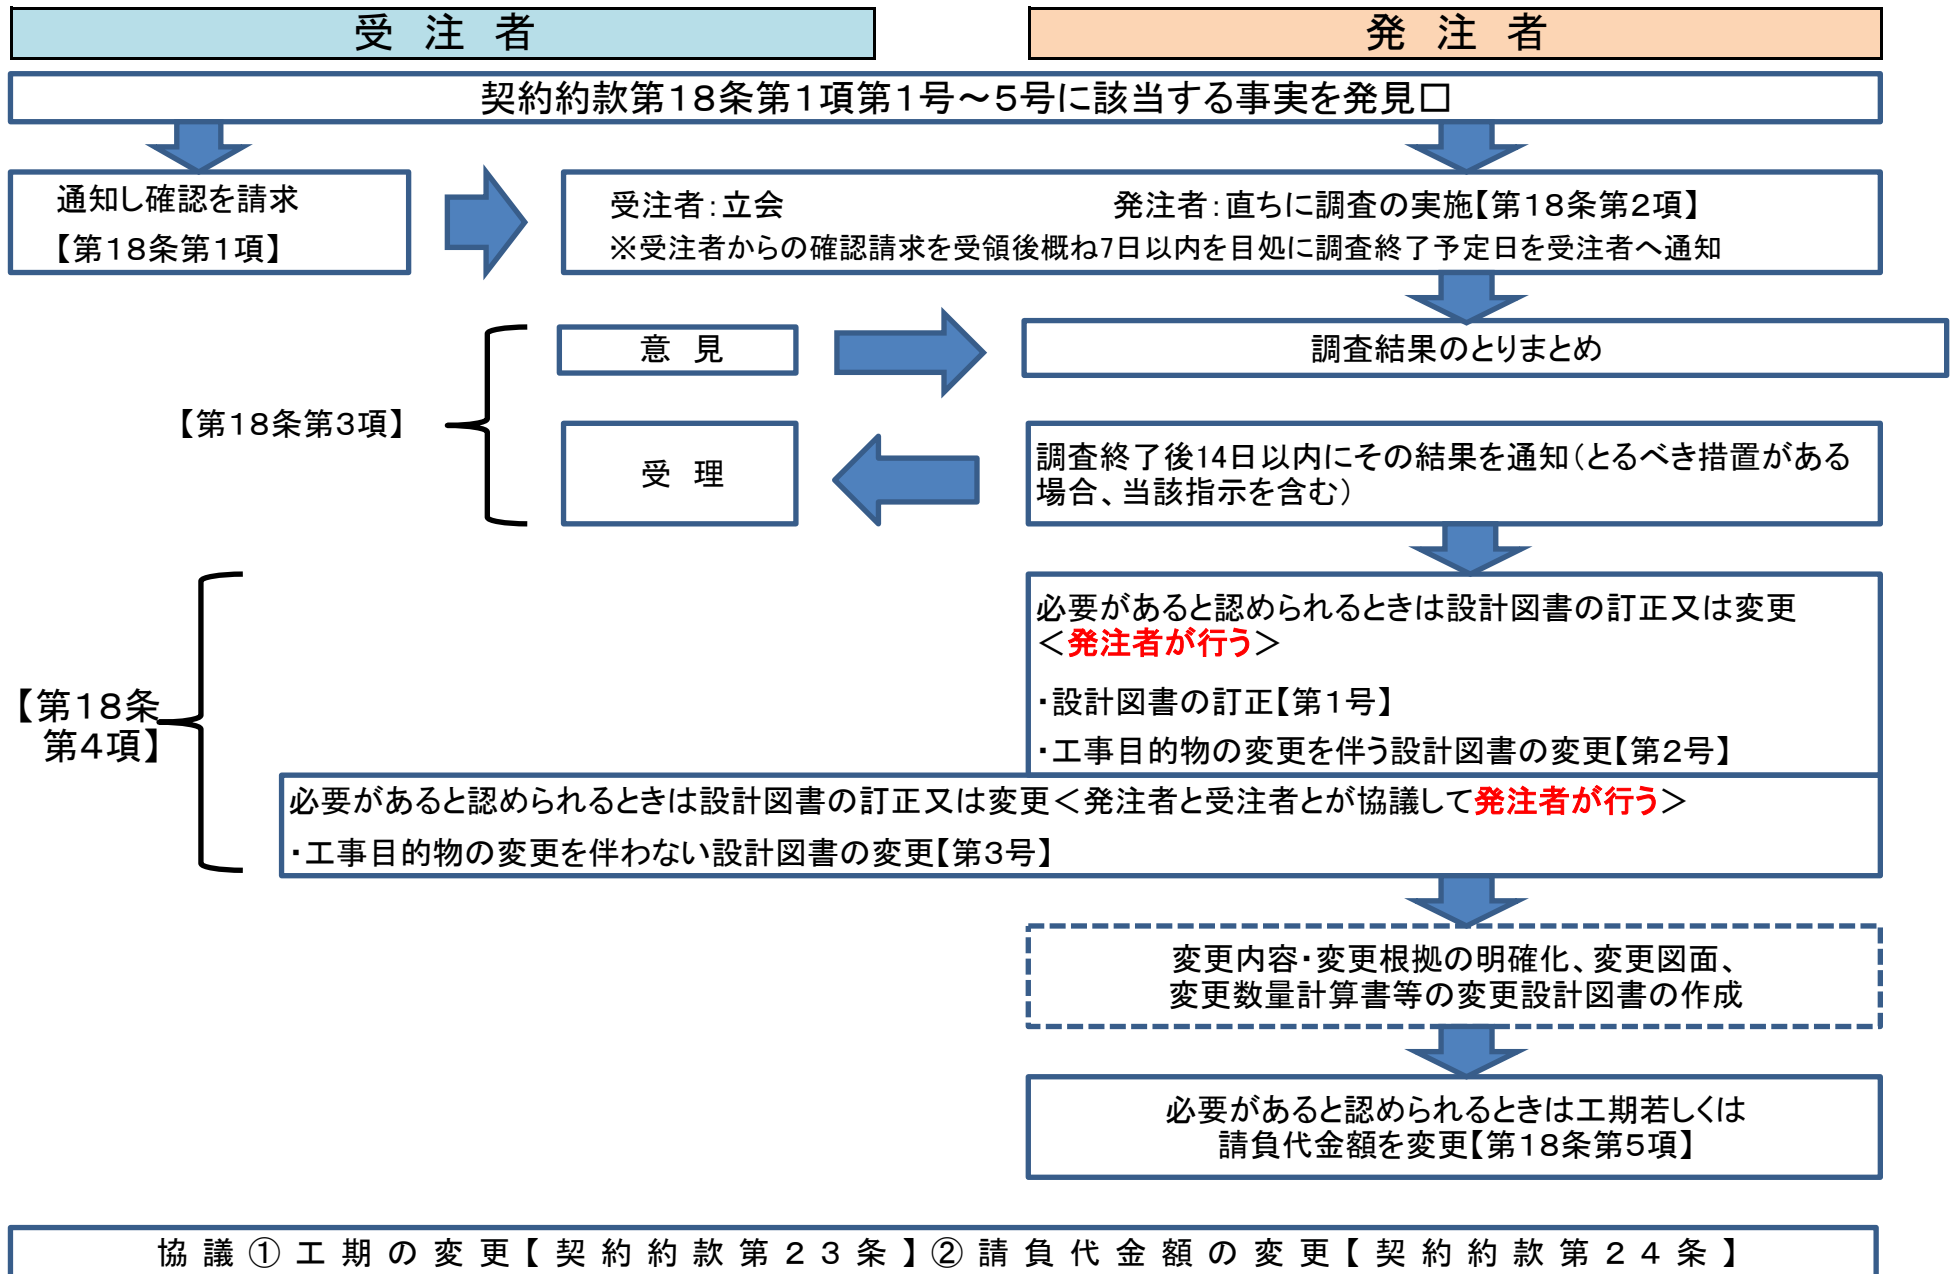 受 注 者
発 注 者
契約約款第18条第1項第1号～5号に該当する事実を発見□
通知し確認を請求
【第18条第1項】
受注者：立会 発注者：直ちに調査の実施【第18条第2項】
※受注者からの確認請求を受領後概ね7日以内を目処に調査終了予定日を受注者へ通知
意 見
調査結果のとりまとめ
【第18条第3項】
受 理
調査終了後14日以内にその結果を通知（とるべき措置がある
場合、当該指示を含む）
必要があると認められるときは設計図書の訂正又は変更
＜発注者が行う＞
・設計図書の訂正【第1号】
・工事目的物の変更を伴う設計図書の変更【第2号】
【第18条
第4項】
必要があると認められるときは設計図書の訂正又は変更＜発注者と受注者とが協議して発注者が行う＞
・工事目的物の変更を伴わない設計図書の変更【第3号】
変更内容・変更根拠の明確化、変更図面、
変更数量計算書等の変更設計図書の作成
必要があると認められるときは工期若しくは
請負代金額を変更【第18条第5項】
協 議 ① 工 期 の 変 更 【 契 約 約 款 第 2 3 条 】 ② 請 負 代 金 額 の 変 更 【 契 約 約 款 第 2 4 条 】